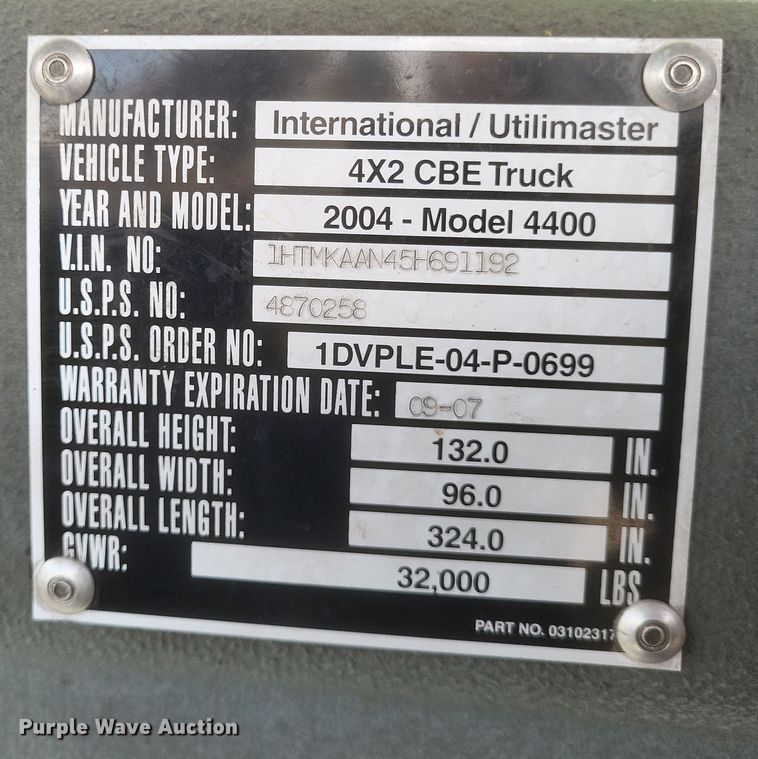 MANUFACTURER: International / Utilimaster
VEHICLE TYPE: 4X2 CBE Truck
YEAR AND MODEL: 2004 - Model 4400
V.I.N. NO: 1HTMKAAN45H691192
U.S.P.S. NO: 4870258
U.S.P.S. ORDER NO: 1DVPLE-04-P-0699
WARRANTY EXPIRATION DATE: 09-07
OVERALL HEIGHT: 132.0 IN.
OVERALL WIDTH: 96.0 IN.
OVERALL LENGTH: 324.0 IN.
GVWR: 32,000 LBS
PART NO. 03102317
Purple Wave Auction